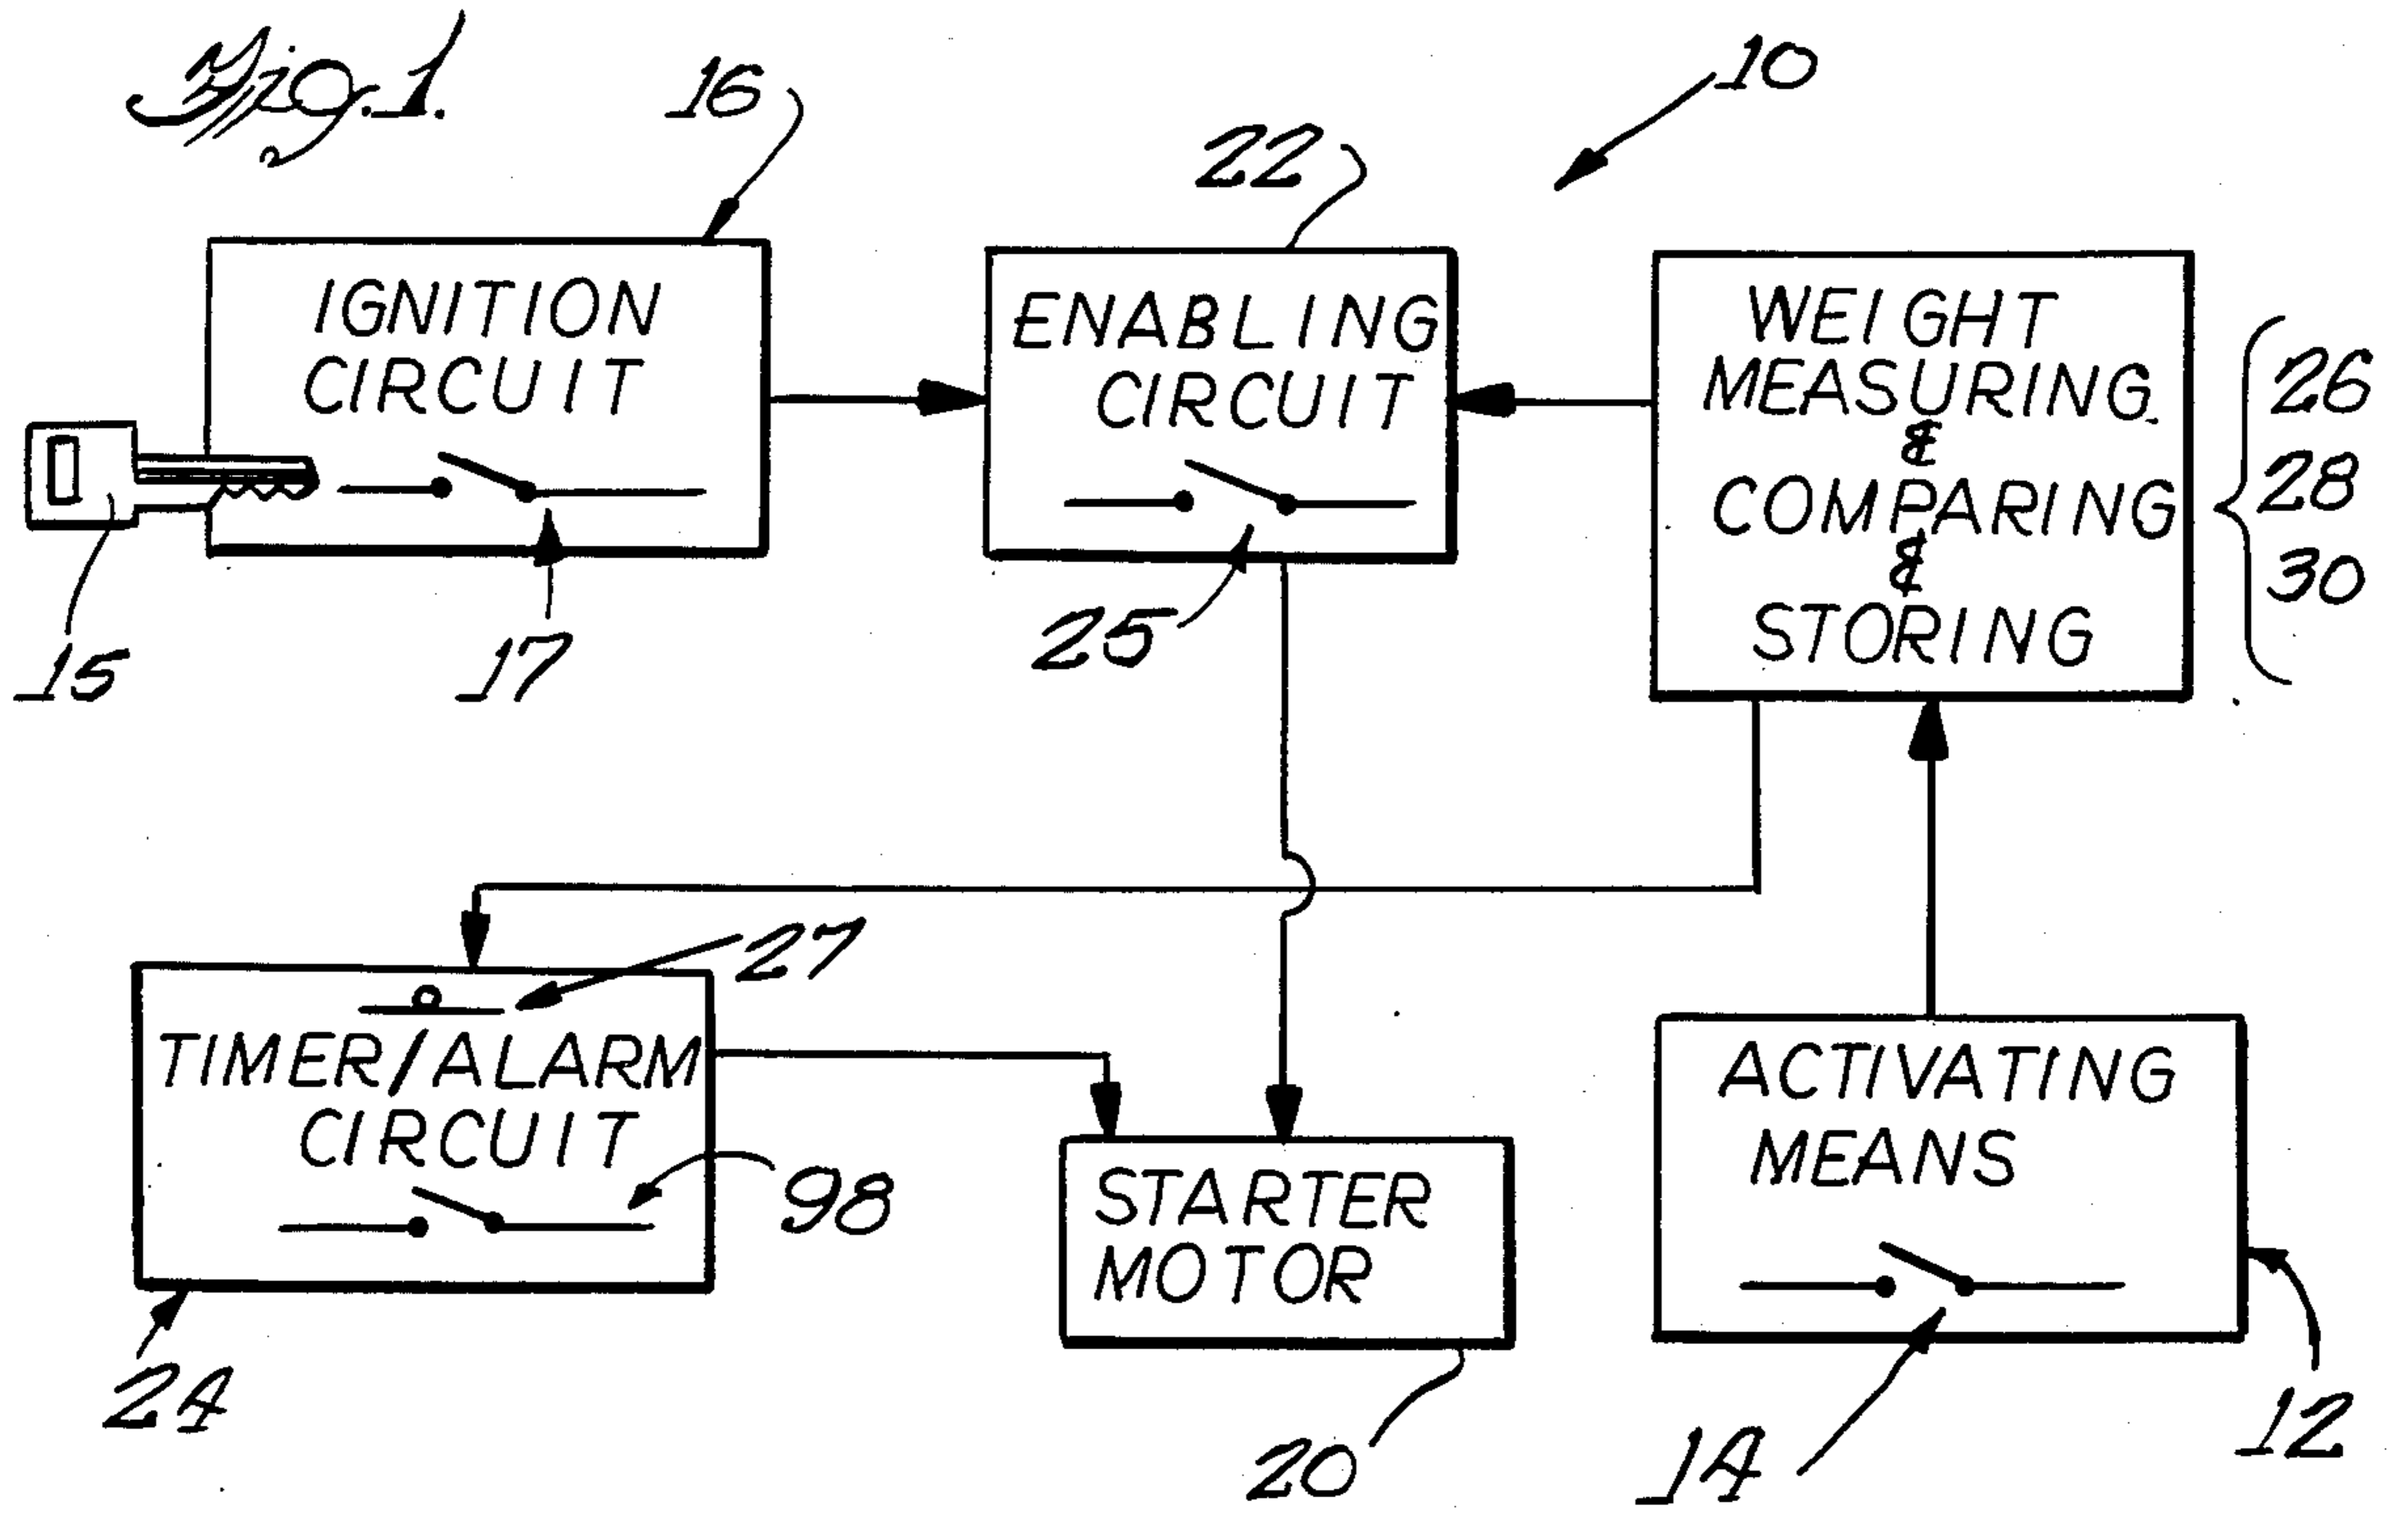 Fig. 1.
16
10
22
IGNITION
CIRCUIT
ENABLING
CIRCUIT
WEIGHT
MEASURING
&
COMPARING
&
STORING
26
28
30
15
17
25
27
TIMER/ALARM
CIRCUIT
98
STARTER
MOTOR
ACTIVATING
MEANS
24
20
14
12